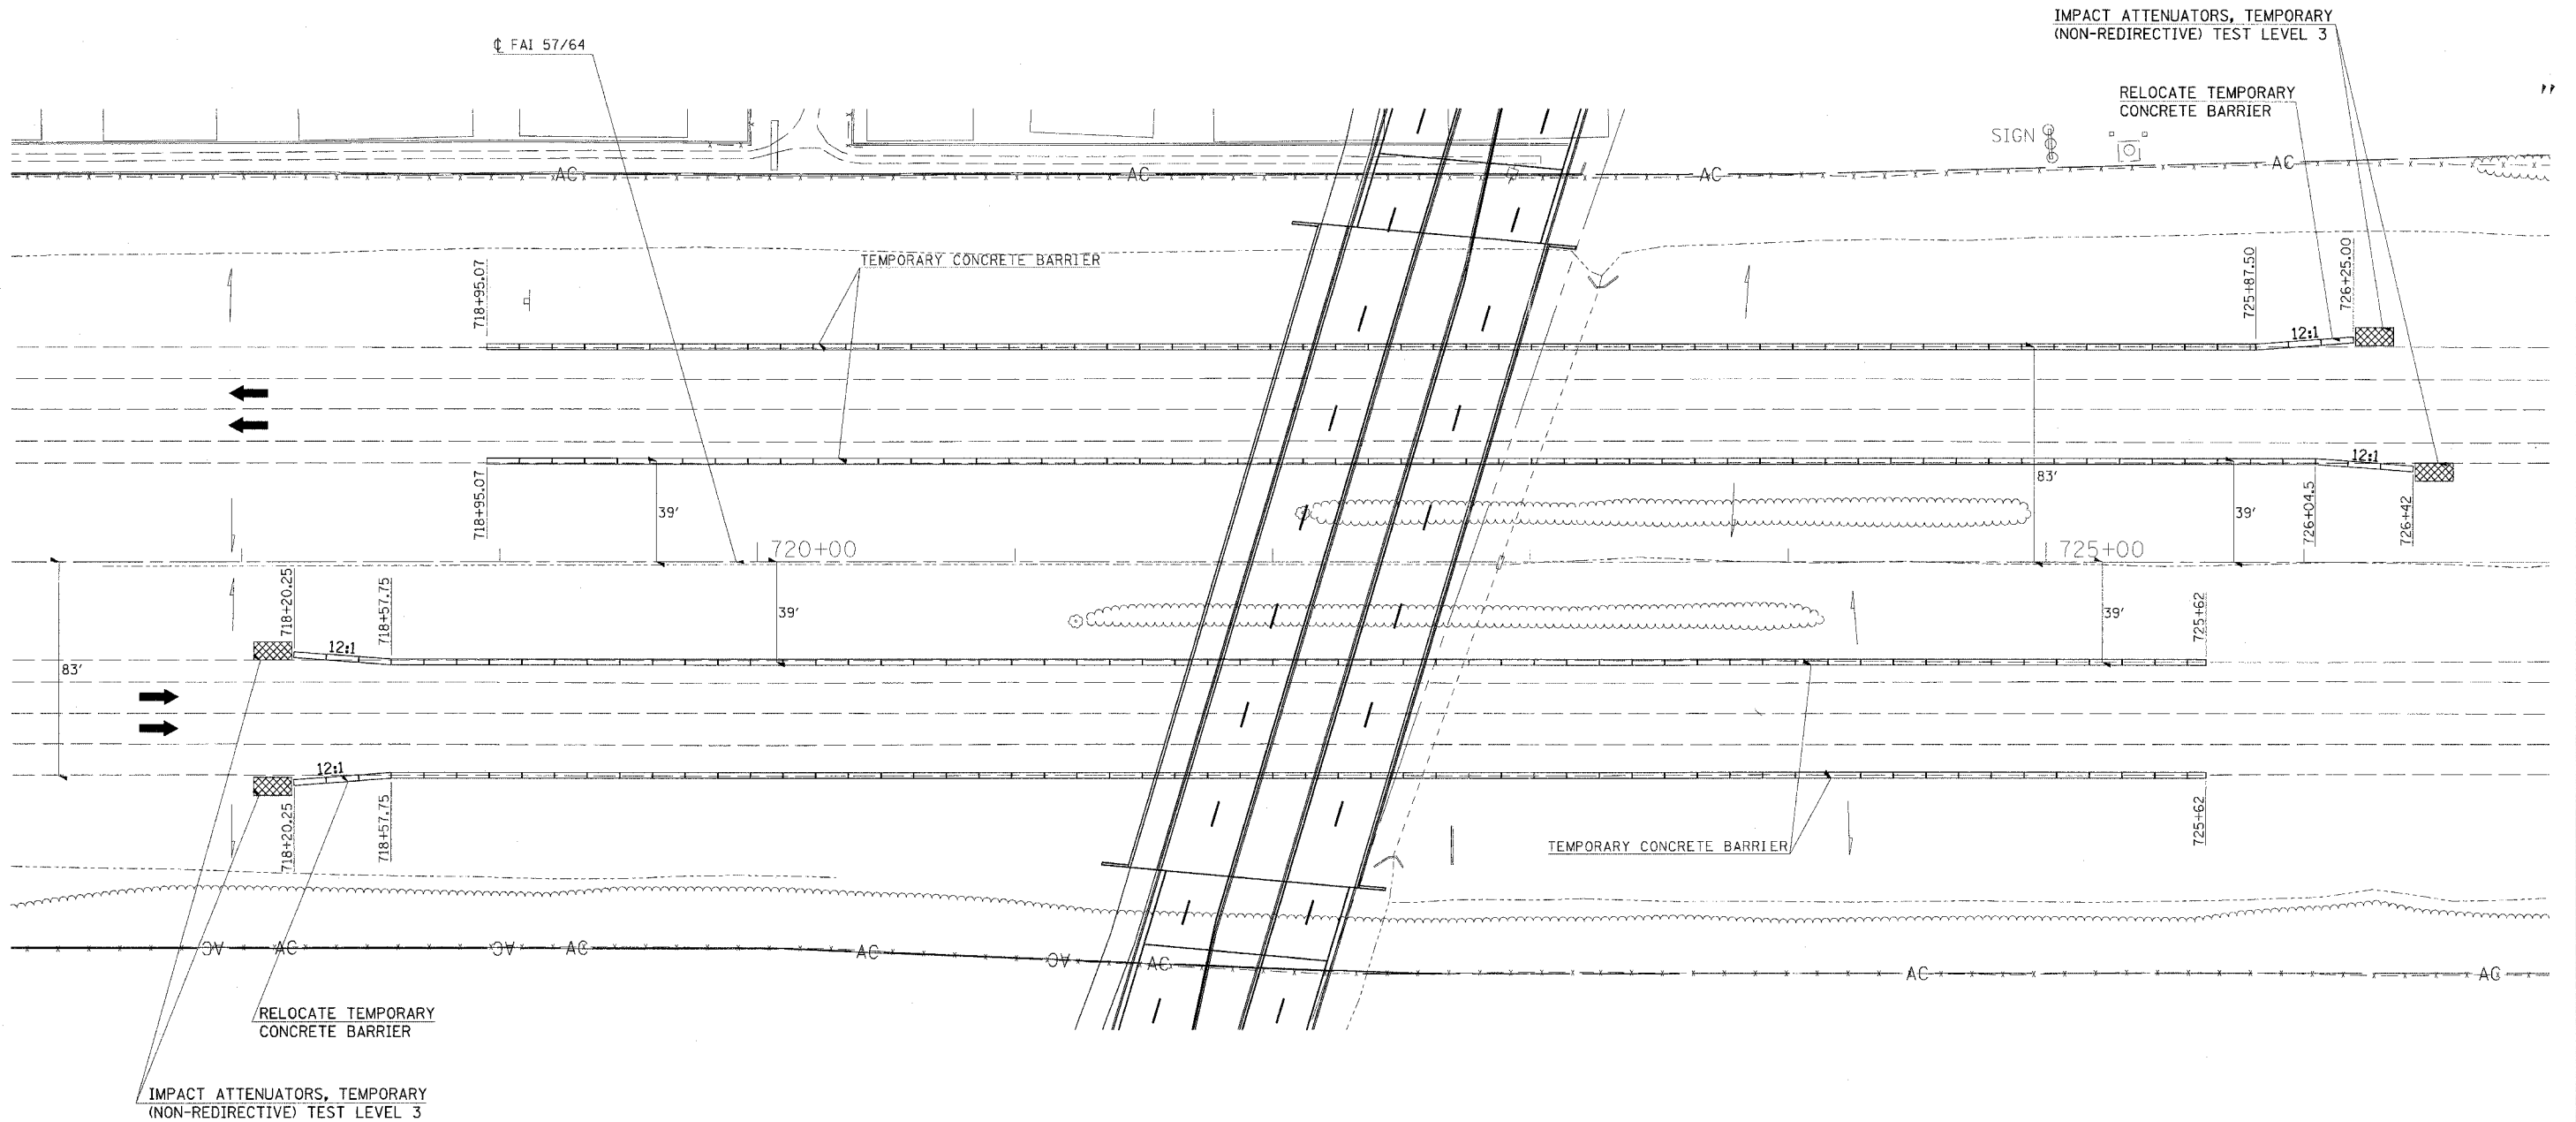 IMPACT ATTENUATORS, TEMPORARY
(NON-REDIRECTIVE) TEST LEVEL 3
℄ FAI 57/64
RELOCATE TEMPORARY
CONCRETE BARRIER
SIGN
AC
AC
AC
AC
TEMPORARY CONCRETE BARRIER
718+95.07
725+87.50
726+25.00
12:1
12:1
83'
718+95.07
39'
39'
726+04.5
726+42
720+00
725+00
718+20.25
718+57.75
39'
39'
725+62
12:1
83'
12:1
718+20.25
718+57.75
725+62
TEMPORARY CONCRETE BARRIER
AC
AC
AC
AC
AC
AC
AC
AC
AC
RELOCATE TEMPORARY
CONCRETE BARRIER
IMPACT ATTENUATORS, TEMPORARY
(NON-REDIRECTIVE) TEST LEVEL 3